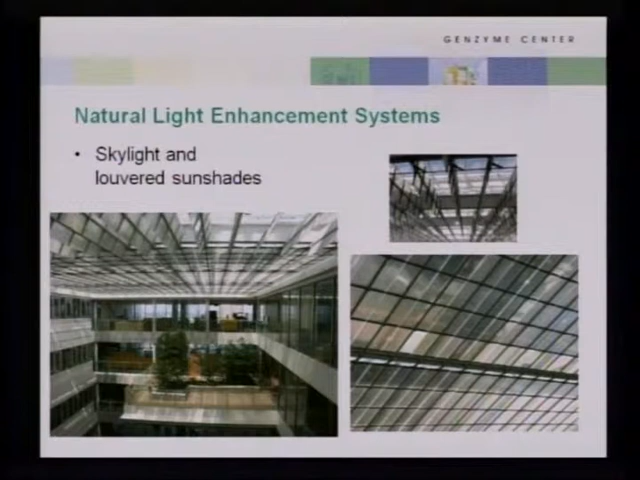 GENZYME CENTER
Natural Light Enhancement Systems
• Skylight and
louvered sunshades